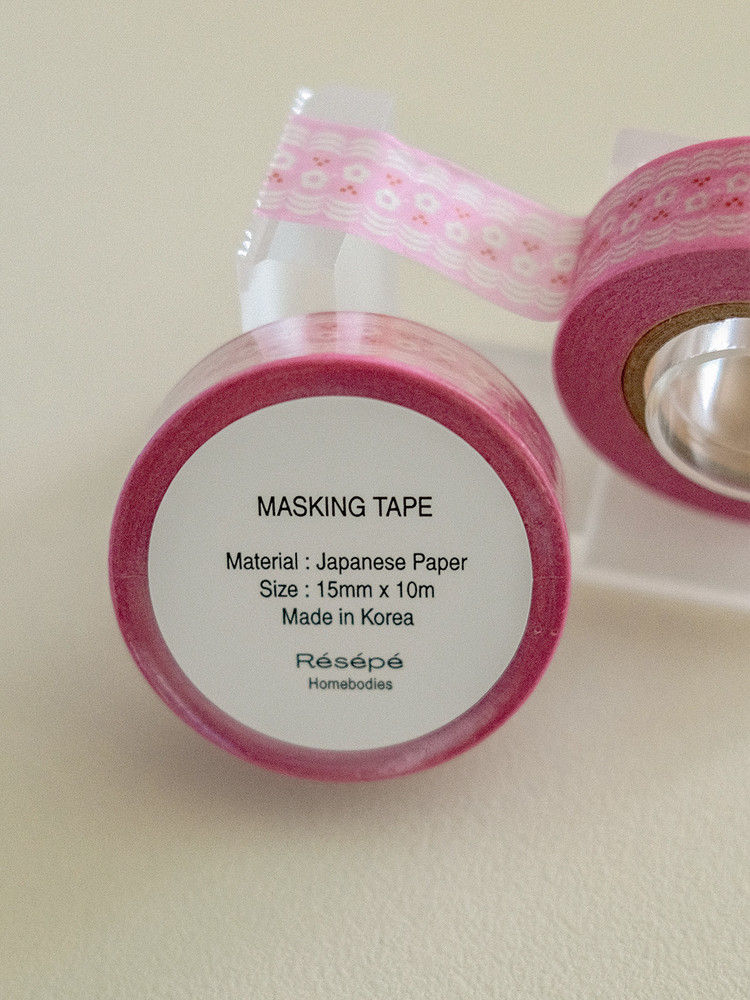 MASKING TAPE
Material : Japanese Paper
Size : 15mm x 10m
Made in Korea
Résépé
Homebodies